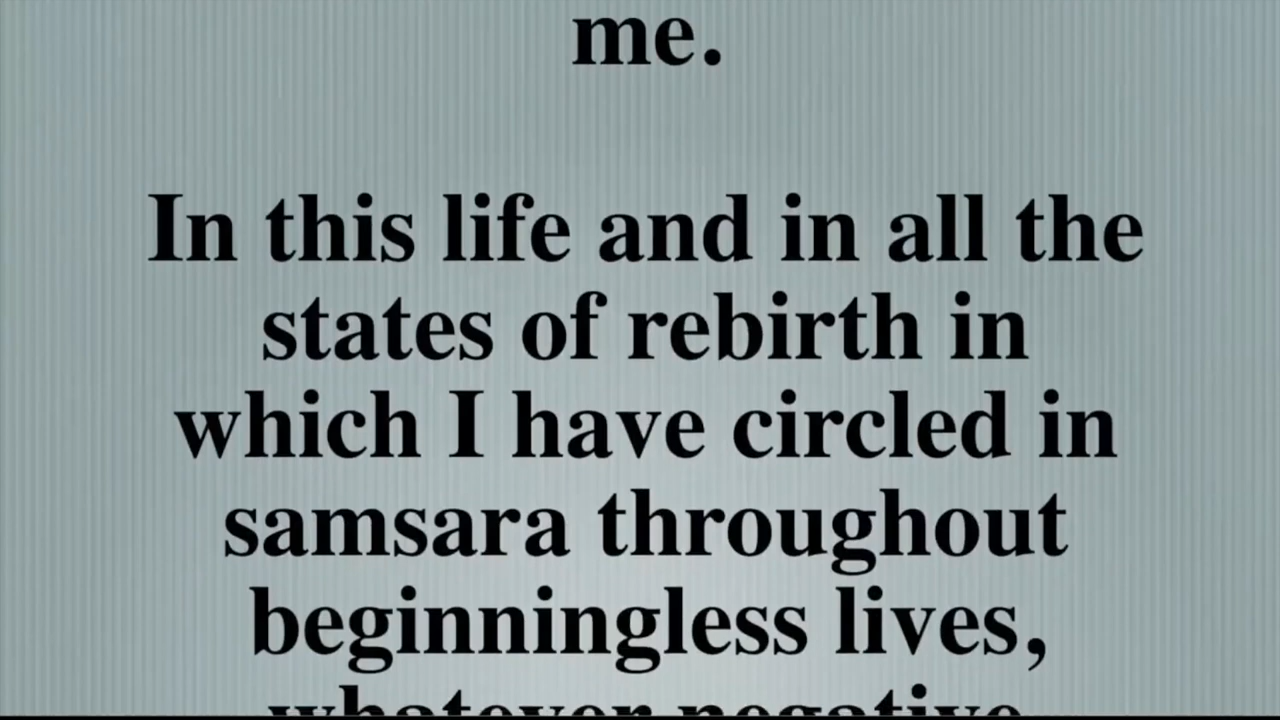 me.
In this life and in all the
states of rebirth in
which I have circled in
samsara throughout
beginningless lives,
whatever negative